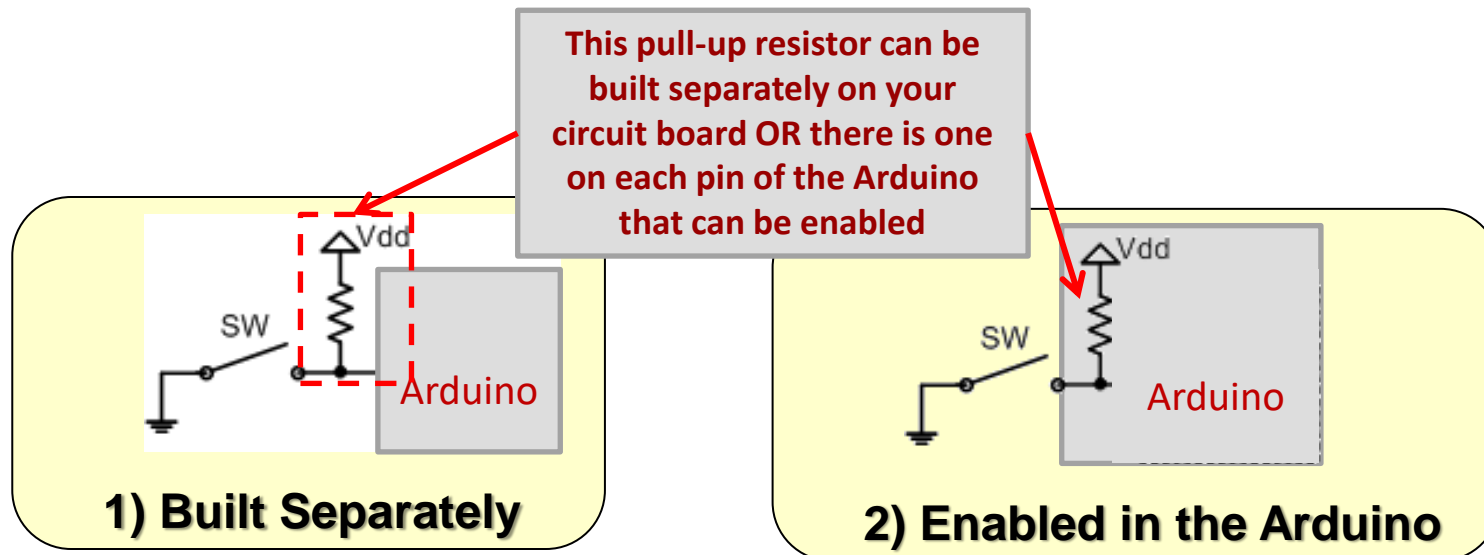 This pull-up resistor can be
built separately on your
circuit board OR there is one
on each pin of the Arduino
that can be enabled
Vdd
SW
Arduino
1) Built Separately
Vdd
SW
Arduino
2) Enabled in the Arduino